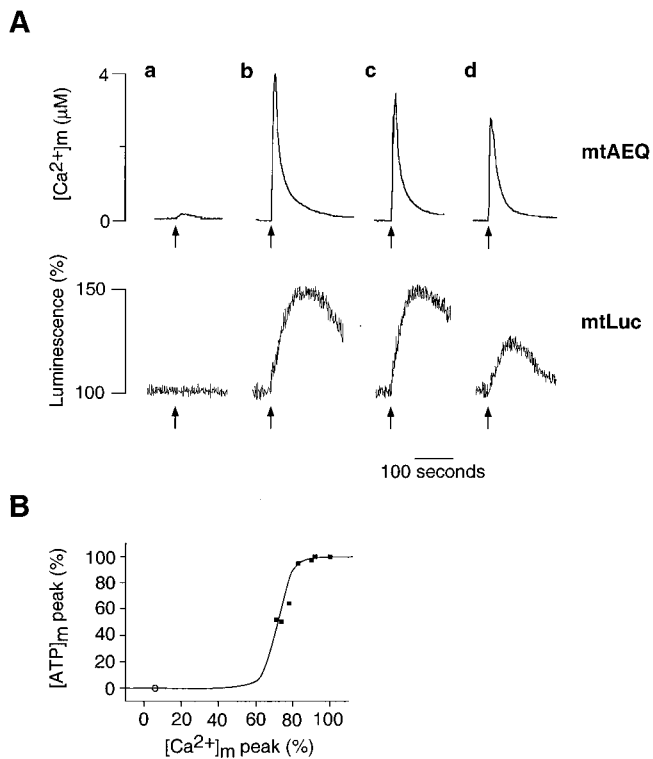 A
a b c d
[Ca2+]m (μM)
4
0
mtAEQ
Luminescence (%)
150
100
mtLuc
100 seconds
B
[ATP]m peak (%)
100
80
60
40
20
0
0 20 40 60 80 100
[Ca2+]m peak (%)